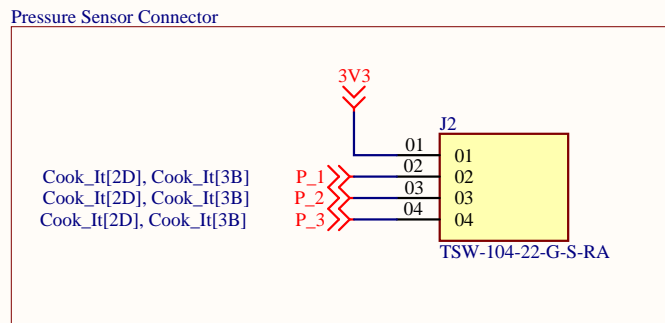 Pressure Sensor Connector
3V3
J2
01 01
Cook_It[2D], Cook_It[3B] P_1 02 02
Cook_It[2D], Cook_It[3B] P_2 03 03
Cook_It[2D], Cook_It[3B] P_3 04 04
TSW-104-22-G-S-RA